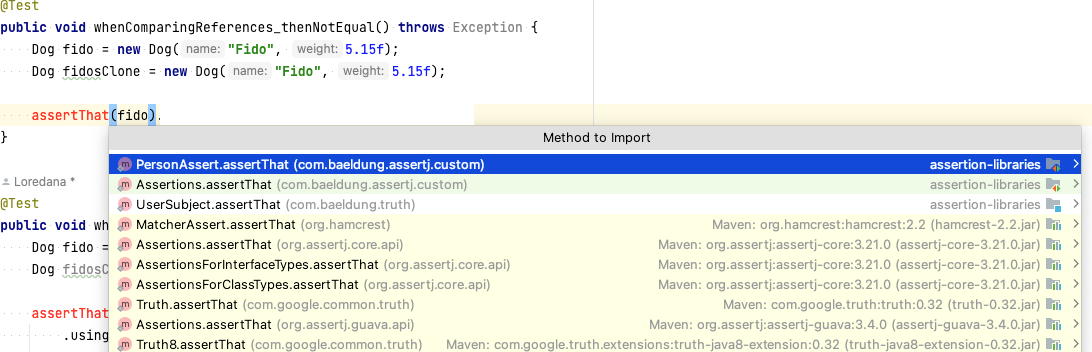 @Test
public void whenComparingReferences_thenNotEqual() throws Exception {
Dog fido = new Dog( name: "Fido", weight: 5.15f);
Dog fidosClone = new Dog( name: "Fido", weight: 5.15f);
assertThat(fido).
}
Method to Import
PersonAssert.assertThat (com.baeldung.assertj.custom) assertion-libraries
Assertions.assertThat (com.baeldung.assertj.custom) assertion-libraries
UserSubject.assertThat (com.baeldung.truth) assertion-libraries
MatcherAssert.assertThat (org.hamcrest) Maven: org.hamcrest:hamcrest:2.2 (hamcrest-2.2.jar)
Assertions.assertThat (org.assertj.core.api) Maven: org.assertj:assertj-core:3.21.0 (assertj-core-3.21.0.jar)
AssertionsForInterfaceTypes.assertThat (org.assertj.core.api) Maven: org.assertj:assertj-core:3.21.0 (assertj-core-3.21.0.jar)
AssertionsForClassTypes.assertThat (org.assertj.core.api) Maven: org.assertj:assertj-core:3.21.0 (assertj-core-3.21.0.jar)
Truth.assertThat (com.google.common.truth) Maven: com.google.truth:truth:0.32 (truth-0.32.jar)
Assertions.assertThat (org.assertj.guava.api) Maven: org.assertj:assertj-guava:3.4.0 (assertj-guava-3.4.0.jar)
Truth8.assertThat (com.google.common.truth) Maven: com.google.truth.extensions:truth-java8-extension:0.32 (truth-java8-extension-0.32.jar)
Loredana *
@Test
public void wh
Dog fido =
Dog fidosC
assertThat
.using